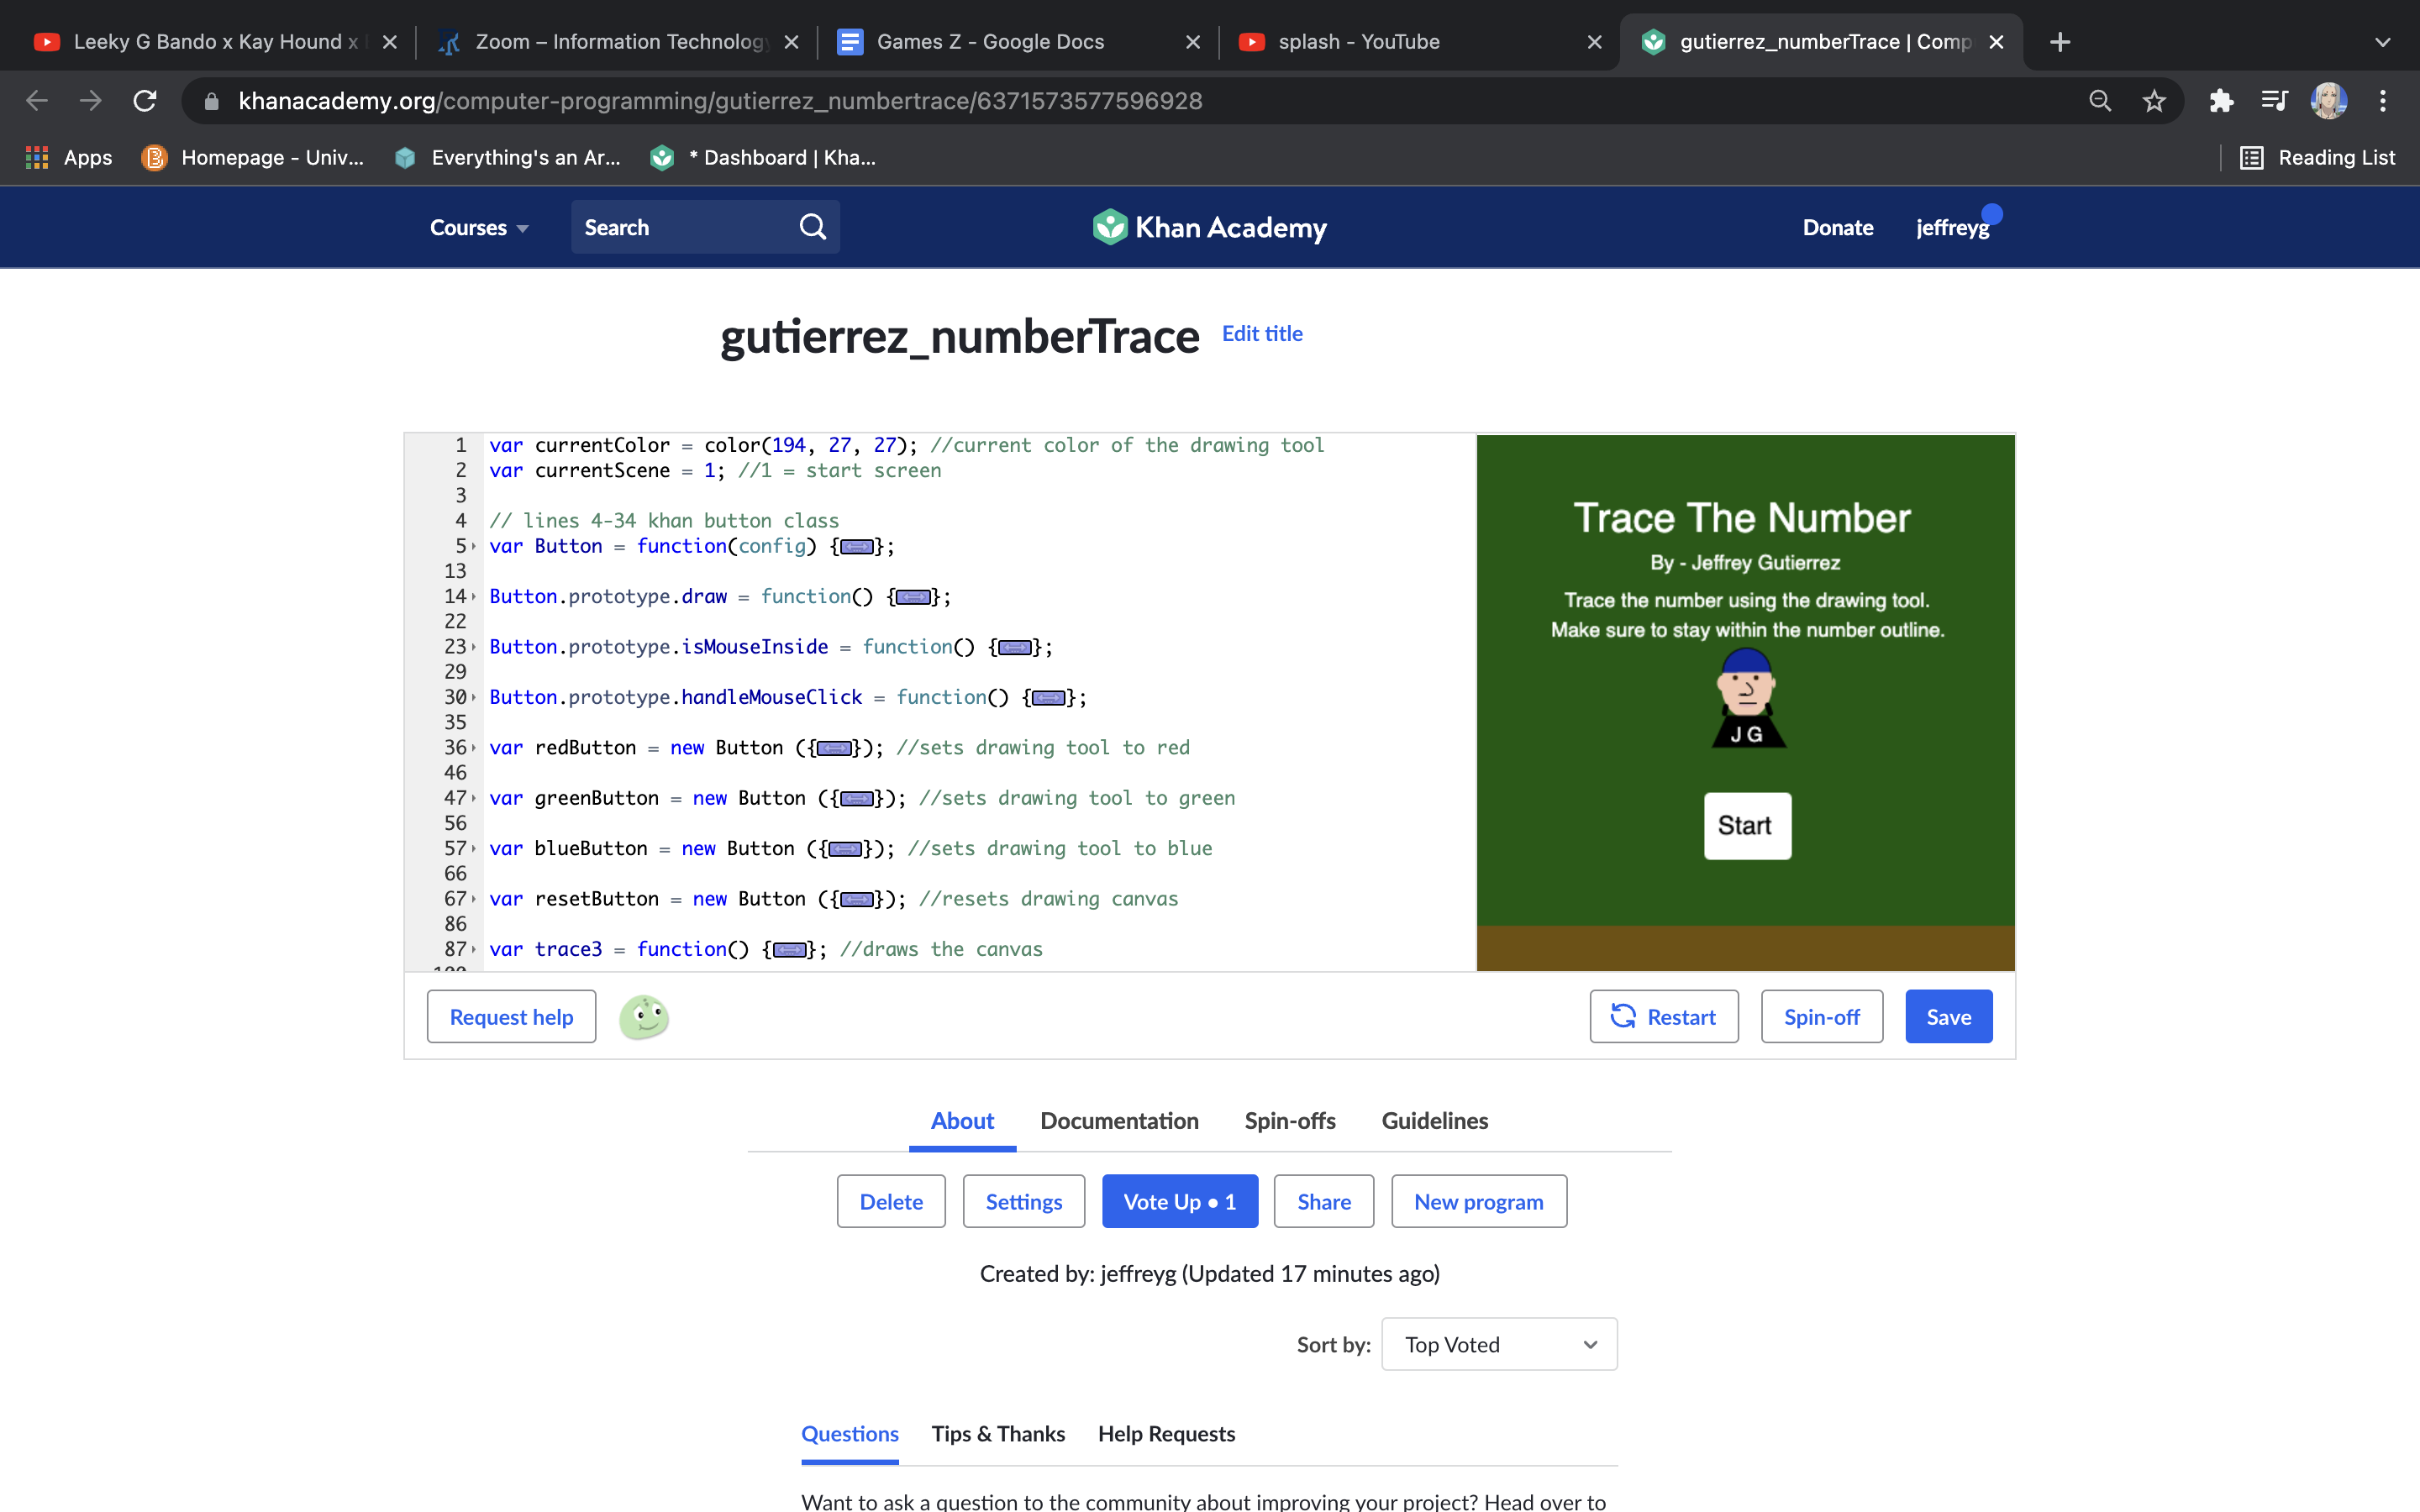 Leeky G Bando x Kay Hound x
Zoom – Information Technology
Games Z - Google Docs
splash - YouTube
gutierrez_numberTrace | Comp
khanacademy.org/computer-programming/gutierrez_numbertrace/6371573577596928
Apps
Homepage - Univ...
Everything's an Ar...
* Dashboard | Kha...
Reading List
Courses
Search
Khan Academy
Donate
jeffreyg
gutierrez_numberTrace
Edit title
1 var currentColor = color(194, 27, 27); //current color of the drawing tool
2 var currentScene = 1; //1 = start screen
3
4 // lines 4-34 khan button class
5 var Button = function(config) {};
13
14 Button.prototype.draw = function() {};
22
23 Button.prototype.isMouseInside = function() {};
29
30 Button.prototype.handleMouseClick = function() {};
35
36 var redButton = new Button ({}); //sets drawing tool to red
46
47 var greenButton = new Button ({}); //sets drawing tool to green
56
57 var blueButton = new Button ({}); //sets drawing tool to blue
66
67 var resetButton = new Button ({}); //resets drawing canvas
86
87 var trace3 = function() {}; //draws the canvas
Trace The Number
By - Jeffrey Gutierrez
Trace the number using the drawing tool.
Make sure to stay within the number outline.
J G
Start
Request help
Restart
Spin-off
Save
About
Documentation
Spin-offs
Guidelines
Delete
Settings
Vote Up • 1
Share
New program
Created by: jeffreyg (Updated 17 minutes ago)
Sort by:
Top Voted
Questions
Tips & Thanks
Help Requests
Want to ask a question to the community about improving your project? Head over to